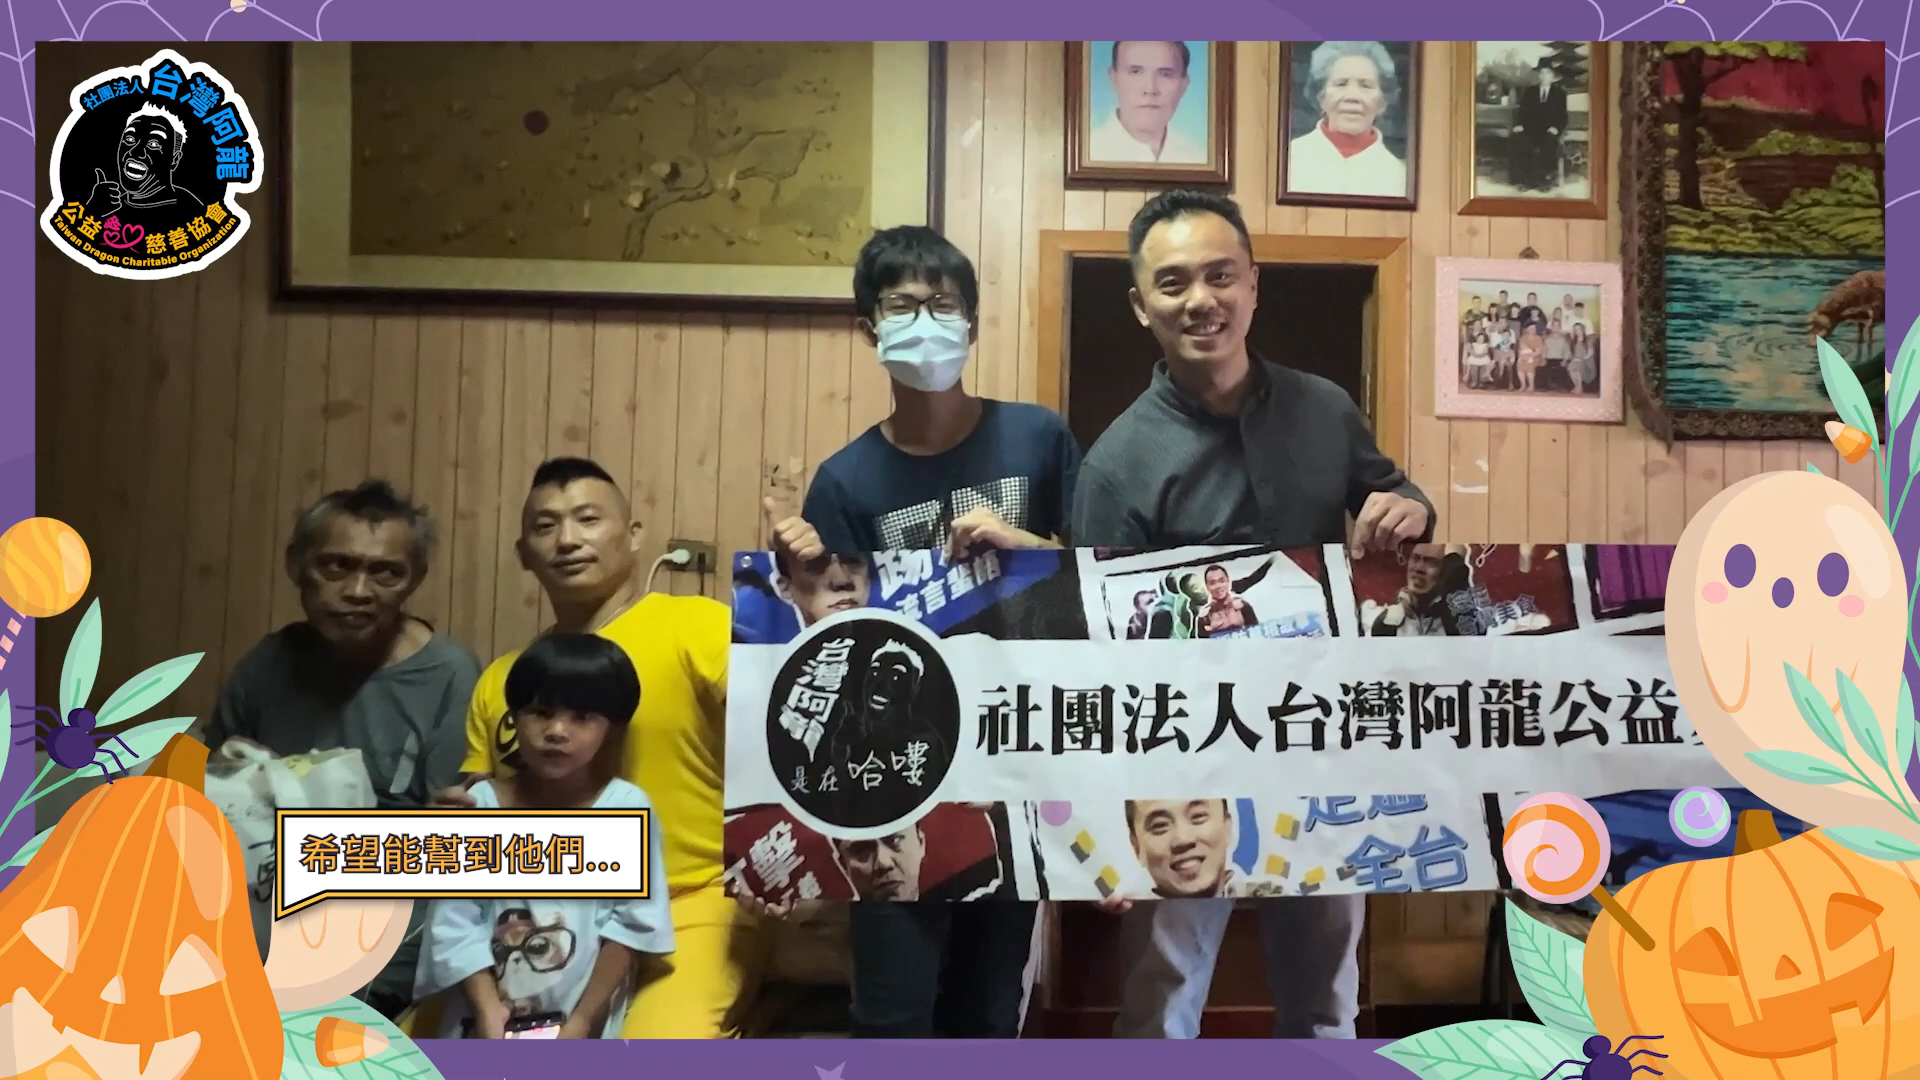 社團法人台灣阿龍
公益慈善協會
Taiwan Dragon Charitable Organization
台灣阿龍
是在哈嘍
社團法人台灣阿龍公益
走遍
全台
希望能幫到他們...